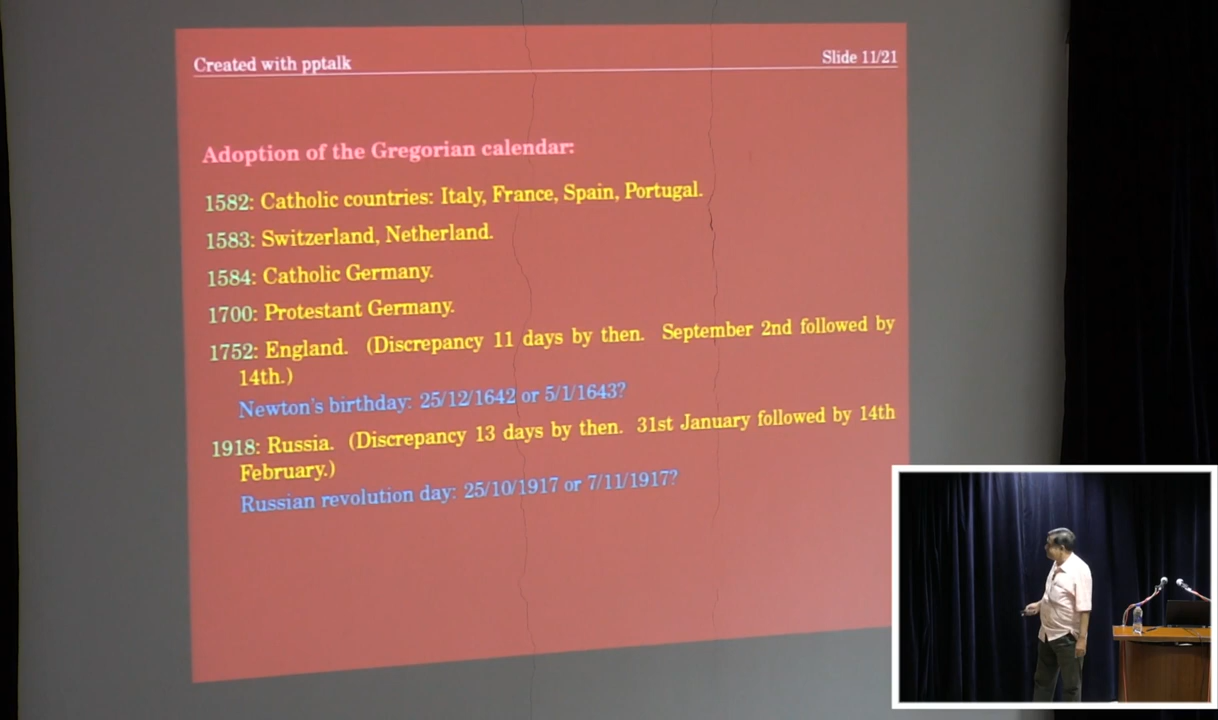 Created with pptalk
Slide 11/21
Adoption of the Gregorian calendar:
1582: Catholic countries: Italy, France, Spain, Portugal.
1583: Switzerland, Netherland.
1584: Catholic Germany.
1700: Protestant Germany.
1752: England. (Discrepancy 11 days by then. September 2nd followed by
14th.)
Newton's birthday: 25/12/1642 or 5/1/1643?
1918: Russia. (Discrepancy 13 days by then. 31st January followed by 14th
February.)
Russian revolution day: 25/10/1917 or 7/11/1917?